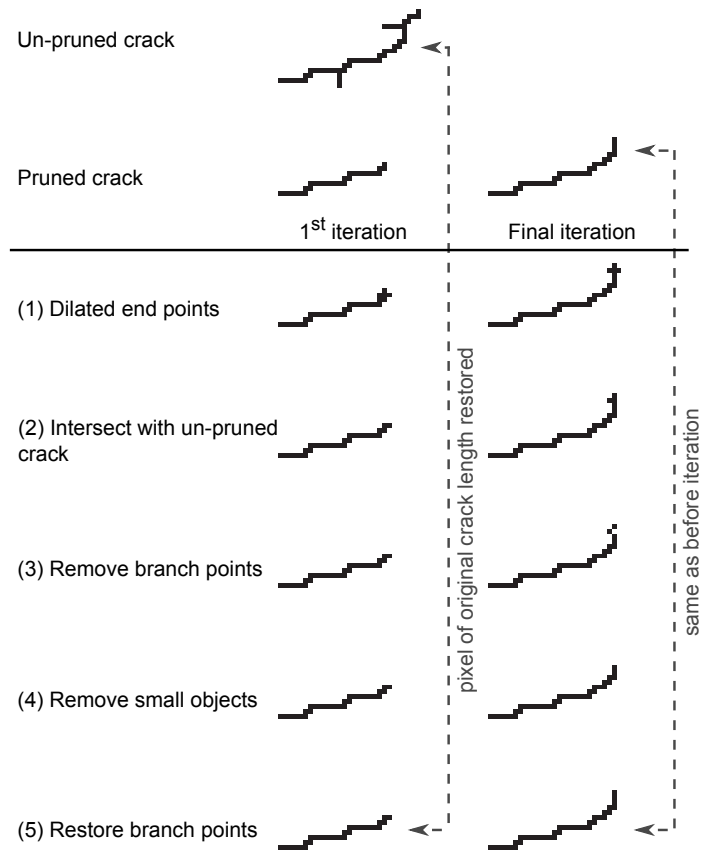 Un-pruned crack
Pruned crack
1st iteration
Final iteration
(1) Dilated end points
(2) Intersect with un-pruned
crack
(3) Remove branch points
(4) Remove small objects
(5) Restore branch points
pixel of original crack length restored
same as before iteration